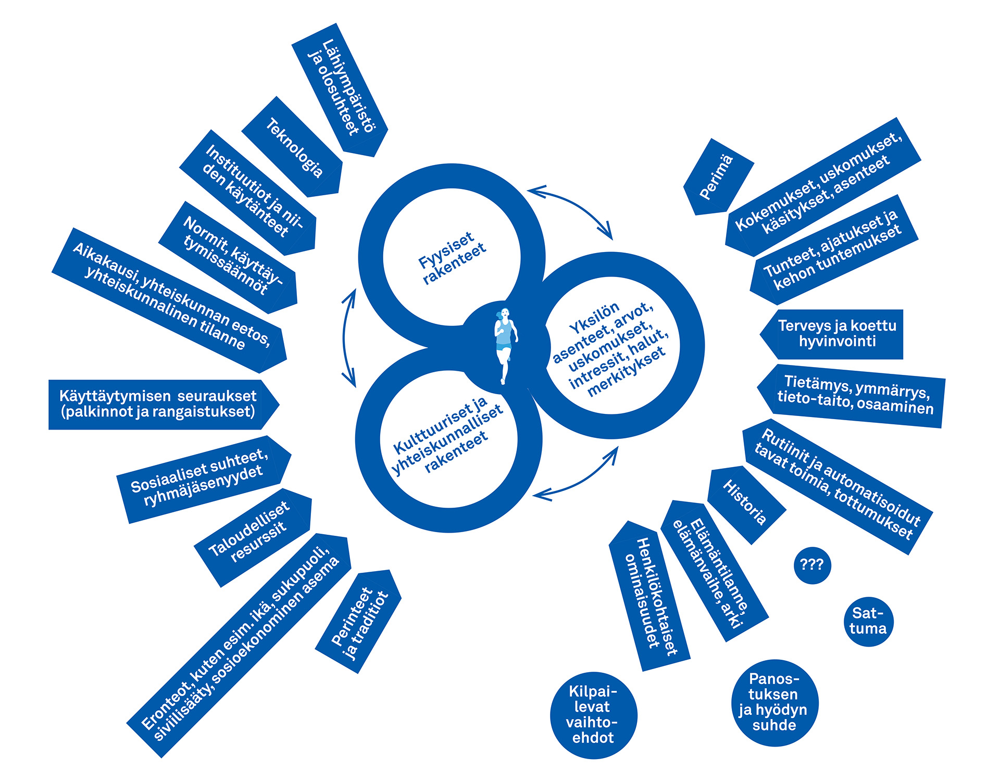 Lähiympäristö
ja olosuhteet
Teknologia
Instituutiot ja nii-
den käytänteet
Normit, käyttäy-
tymissäännöt
Aikakausi, yhteiskunnan eetos,
yhteiskunnalinen tilanne
Käyttäytymisen seuraukset
(palkinnot ja rangaistukset)
Sosiaaliset suhteet,
ryhmäjäsenyydet
Taloudelliset
resurssit
Eronteot, kuten esim. ikä, sukupuoli,
siviilisääty, sosioekonominen asema
Perinteet
ja traditiot
Fyysiset
rakenteet
Yksilön
asenteet, arvot,
uskomukset,
intressit, halut,
merkitykset
Kulttuuriset ja
yhteiskunnalliset
rakenteet
Perimä
Kokemukset, uskomukset,
käsitykset, asenteet
Tunteet, ajatukset ja
kehon tuntemukset
Terveys ja koettu
hyvinvointi
Tietämys, ymmärrys,
tieto-taito, osaaminen
Rutiinit ja automatisoidut
tavat toimia, tottumukset
Historia
Elämäntilanne,
elämänvaihe, arki
Henkilökohtaiset
ominaisuudet
???
Sat-
tuma
Panos-
tuksen
ja hyödyn
suhde
Kilpai-
levat
vaihto-
ehdot